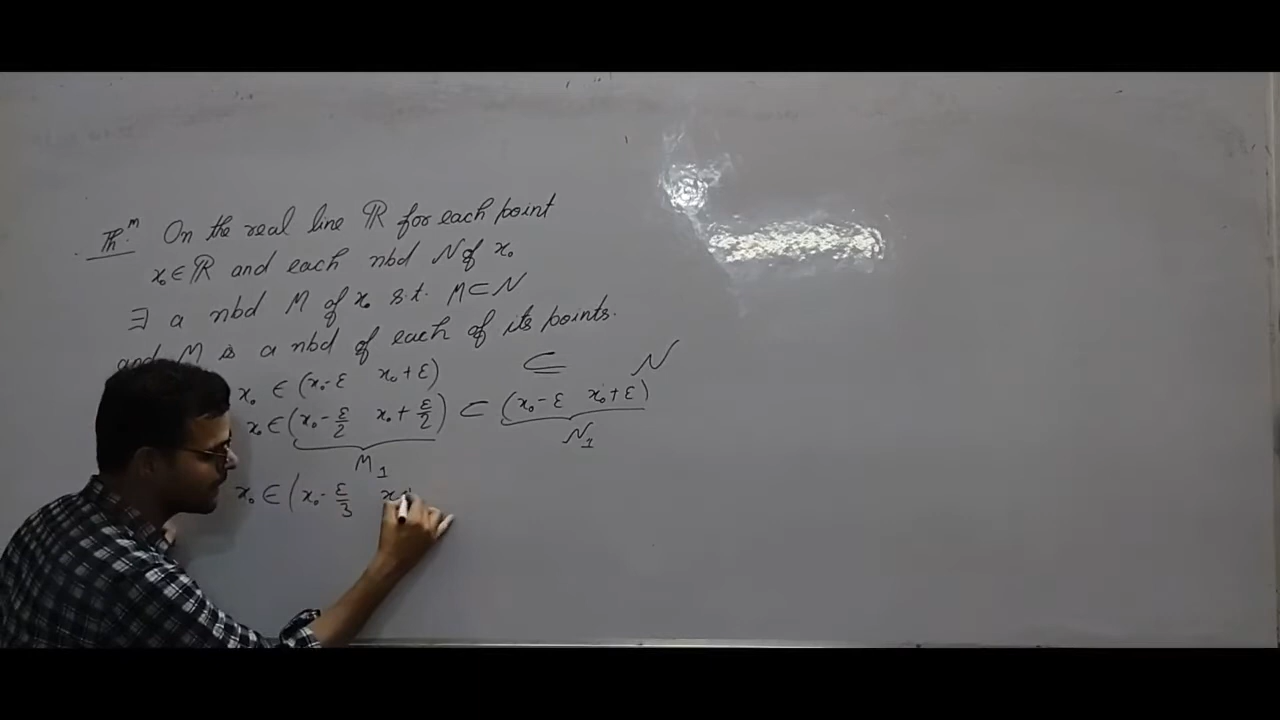 Th.ᵐ On the real line ℝ for each point
x₀ ∈ ℝ and each nbd N of x₀
∃ a nbd M of x₀ s.t. M ⊂ N
and M is a nbd of each of its points.
x₀ ∈ (x₀-ε x₀+ε) ⊆ N
x₀ ∈ (x₀-ε/2 x₀+ε/2) ⊂ (x₀-ε x₀+ε)
M₁ N₁
x₀ ∈ (x₀-ε/3 x₀